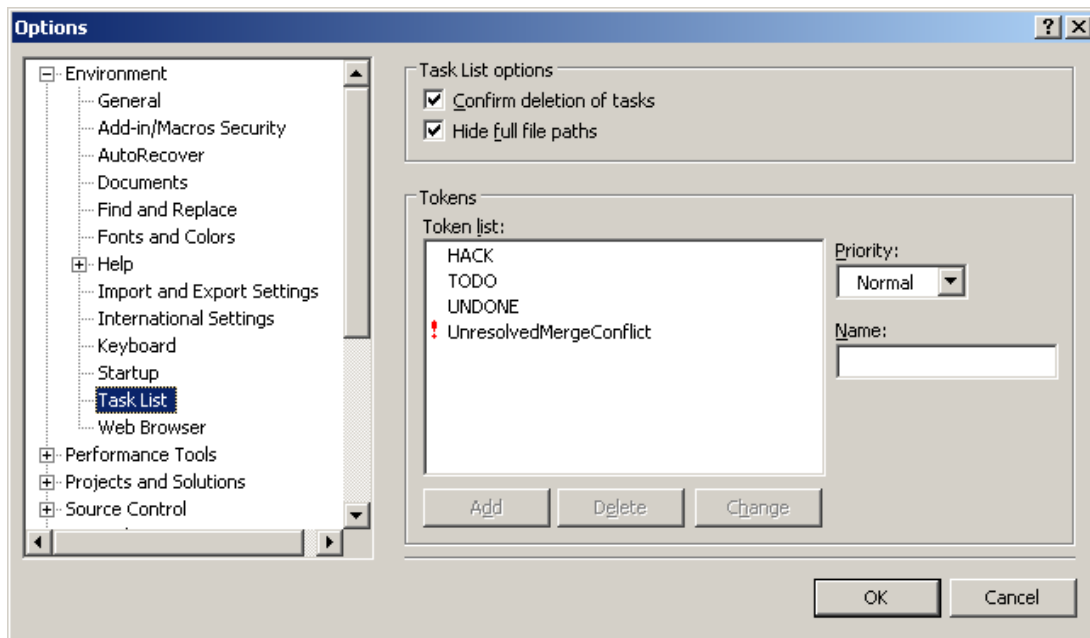 Options
Environment
General
Add-in/Macros Security
AutoRecover
Documents
Find and Replace
Fonts and Colors
Help
Import and Export Settings
International Settings
Keyboard
Startup
Task List
Web Browser
Performance Tools
Projects and Solutions
Source Control
Task List options
Confirm deletion of tasks
Hide full file paths
Tokens
Token list:
HACK
TODO
UNDONE
UnresolvedMergeConflict
Priority:
Normal
Name:
Add Delete Change
OK Cancel